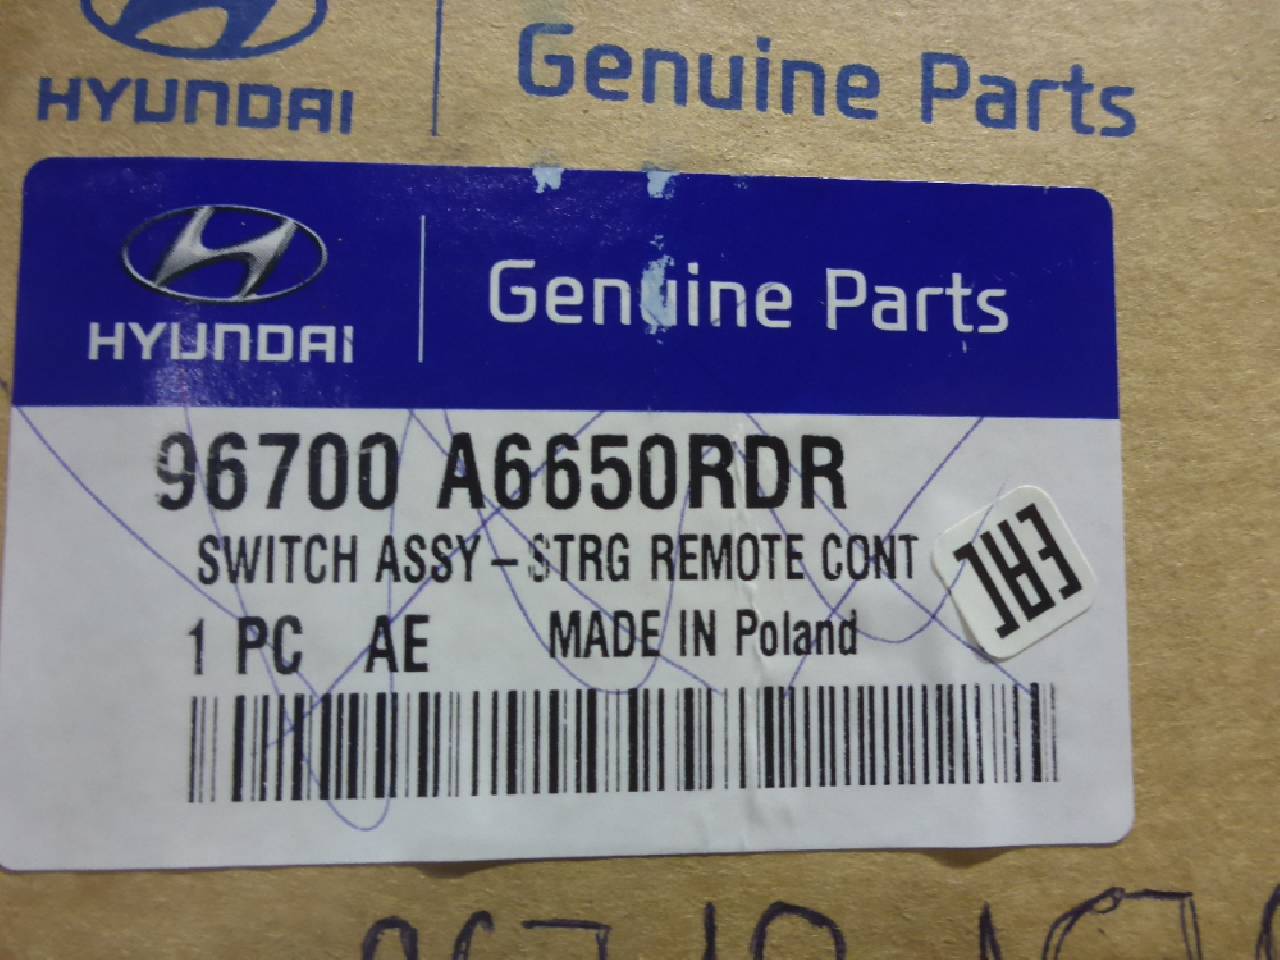 HYUNDAI
Genuine Parts
HYUNDAI
Genuine Parts
96700 A6650RDR
SWITCH ASSY-STRG REMOTE CONT
1 PC AE MADE IN Poland